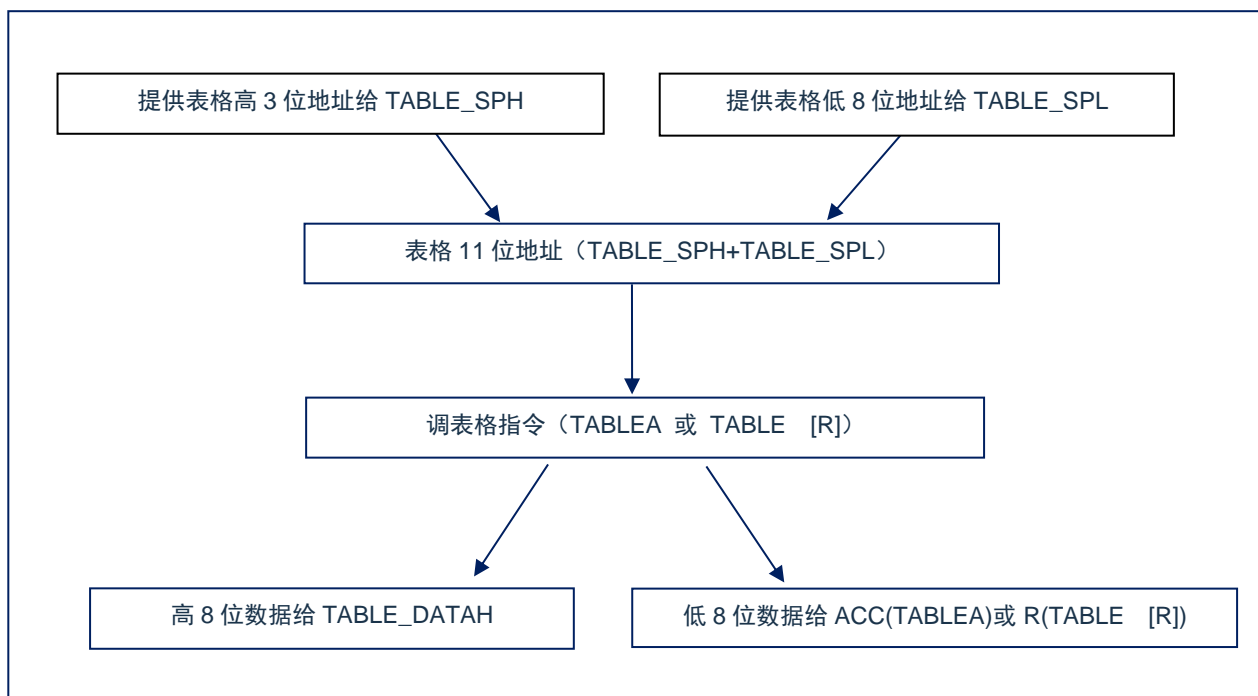 提供表格高 3 位地址给 TABLE_SPH
提供表格低 8 位地址给 TABLE_SPL
表格 11 位地址（TABLE_SPH+TABLE_SPL）
调表格指令（TABLEA 或 TABLE [R]）
高 8 位数据给 TABLE_DATAH
低 8 位数据给 ACC(TABLEA)或 R(TABLE [R])